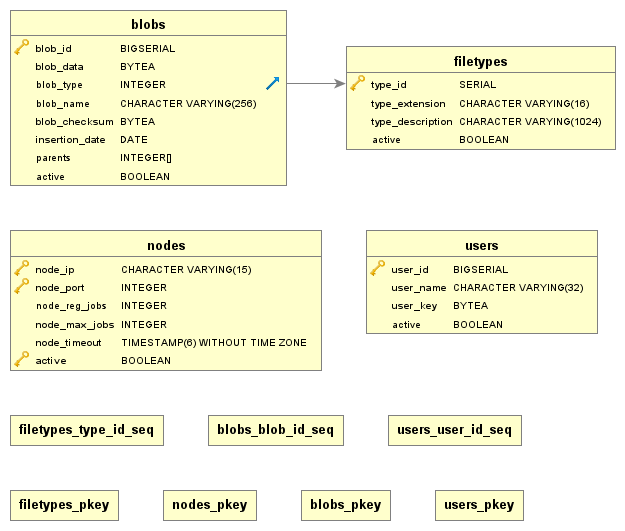 blobs
blob_id BIGSERIAL
blob_data BYTEA
blob_type INTEGER
blob_name CHARACTER VARYING(256)
blob_checksum BYTEA
insertion_date DATE
parents INTEGER[]
active BOOLEAN
filetypes
type_id SERIAL
type_extension CHARACTER VARYING(16)
type_description CHARACTER VARYING(1024)
active BOOLEAN
nodes
node_ip CHARACTER VARYING(15)
node_port INTEGER
node_reg_jobs INTEGER
node_max_jobs INTEGER
node_timeout TIMESTAMP(6) WITHOUT TIME ZONE
active BOOLEAN
users
user_id BIGSERIAL
user_name CHARACTER VARYING(32)
user_key BYTEA
active BOOLEAN
filetypes_type_id_seq
blobs_blob_id_seq
users_user_id_seq
filetypes_pkey
nodes_pkey
blobs_pkey
users_pkey